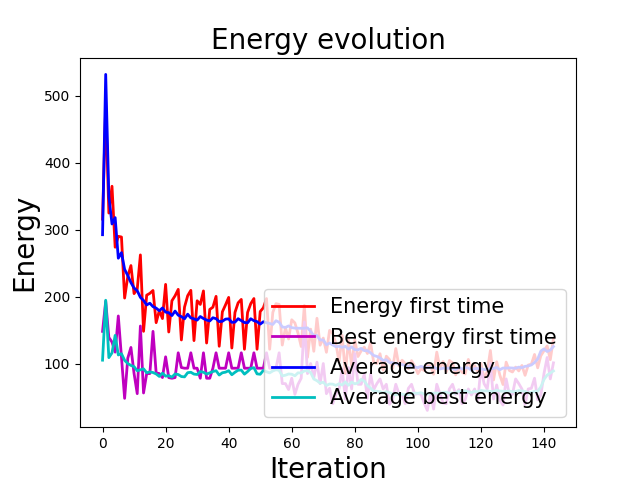 Energy evolution
Energy
500
400
300
200
100
Energy first time
Best energy first time
Average energy
Average best energy
0
20
40
60
80
100
120
140
Iteration